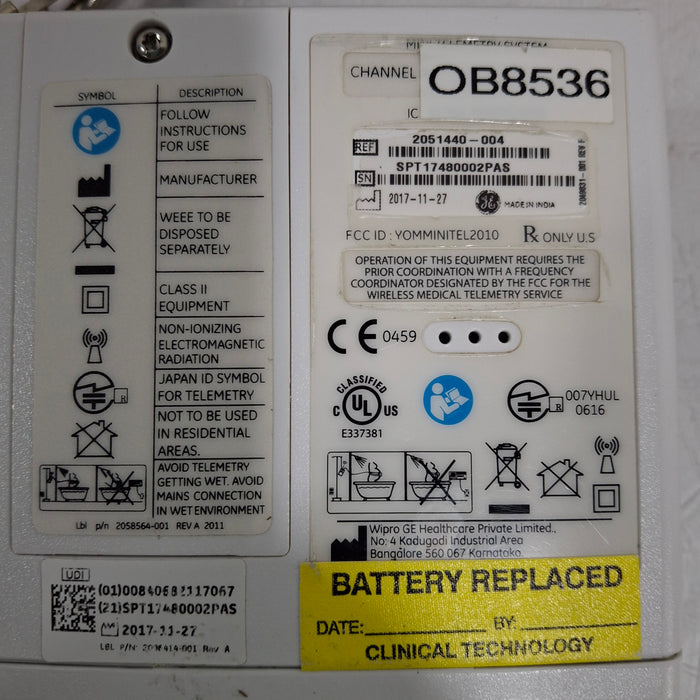 SYMBOL DESCRIPTION
FOLLOW
INSTRUCTIONS
FOR USE
MANUFACTURER
WEEE TO BE
DISPOSED
SEPARATELY
CLASS II
EQUIPMENT
NON-IONIZING
ELECTROMAGNETIC
RADIATION
JAPAN ID SYMBOL
FOR TELEMETRY
R
NOT TO BE USED
IN RESIDENTIAL
AREAS.
AVOID TELEMETRY
GETTING WET. AVOID
MAINS CONNECTION
IN WET ENVIRONMENT
Lbl p/n 2058564-001 REV A 2011
UDI
(21)SPT17480002PAS
2017-11-27
CHANNEL
OB8536
IC
REF 2051440-004
SN SPT17480002PAS
2017-11-27 GE MADE IN INDIA
FCC ID : YOMMINITEL2010 Rx ONLY U.S
OPERATION OF THIS EQUIPMENT REQUIRES THE
PRIOR COORDINATION WITH A FREQUENCY
COORDINATOR DESIGNATED BY THE FCC FOR THE
WIRELESS MEDICAL TELEMETRY SERVICE
CE 0459
CLASSIFIED
C UL US
E337381
R 007YHUL
0616
Wipro GE Healthcare Private Limited.,
No: 4 Kadugodi Industrial Area
Bangalore 560 067 Karnataka.
BATTERY REPLACED
DATE: BY:
CLINICAL TECHNOLOGY